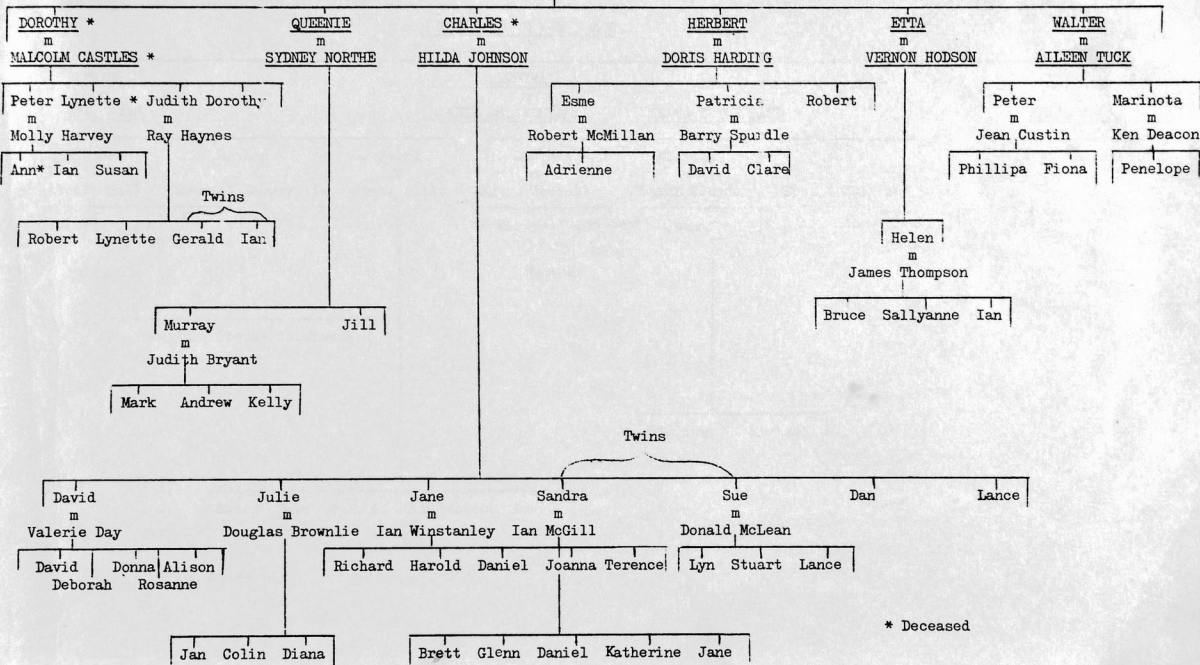 DOROTHY * QUEENIE CHARLES * HERBERT ETTA WALTER
m m m m m m
MALCOLM CASTLES * SYDNEY NORTHE HILDA JOHNSON DORIS HARDING VERNON HODSON AILEEN TUCK
Peter Lynette * Judith Dorothy Esme Patricia Robert Peter Marinota
m m m m m m
Molly Harvey Ray Haynes Robert McMillan Barry Spurdle Jean Custin Ken Deacon
Ann* Ian Susan Adrienne David Clare Phillipa Fiona Penelope
Twins
Robert Lynette Gerald Ian Helen
m
James Thompson
Murray Jill Bruce Sallyanne Ian
m
Judith Bryant
Mark Andrew Kelly
Twins
David Julie Jane Sandra Sue Dan Lance
m m m m m
Valerie Day Douglas Brownlie Ian Winstanley Ian McGill Donald McLean
David Donna Alison Richard Harold Daniel Joanna Terence Lyn Stuart Lance
Deborah Rosanne
* Deceased
Jan Colin Diana Brett Glenn Daniel Katherine Jane